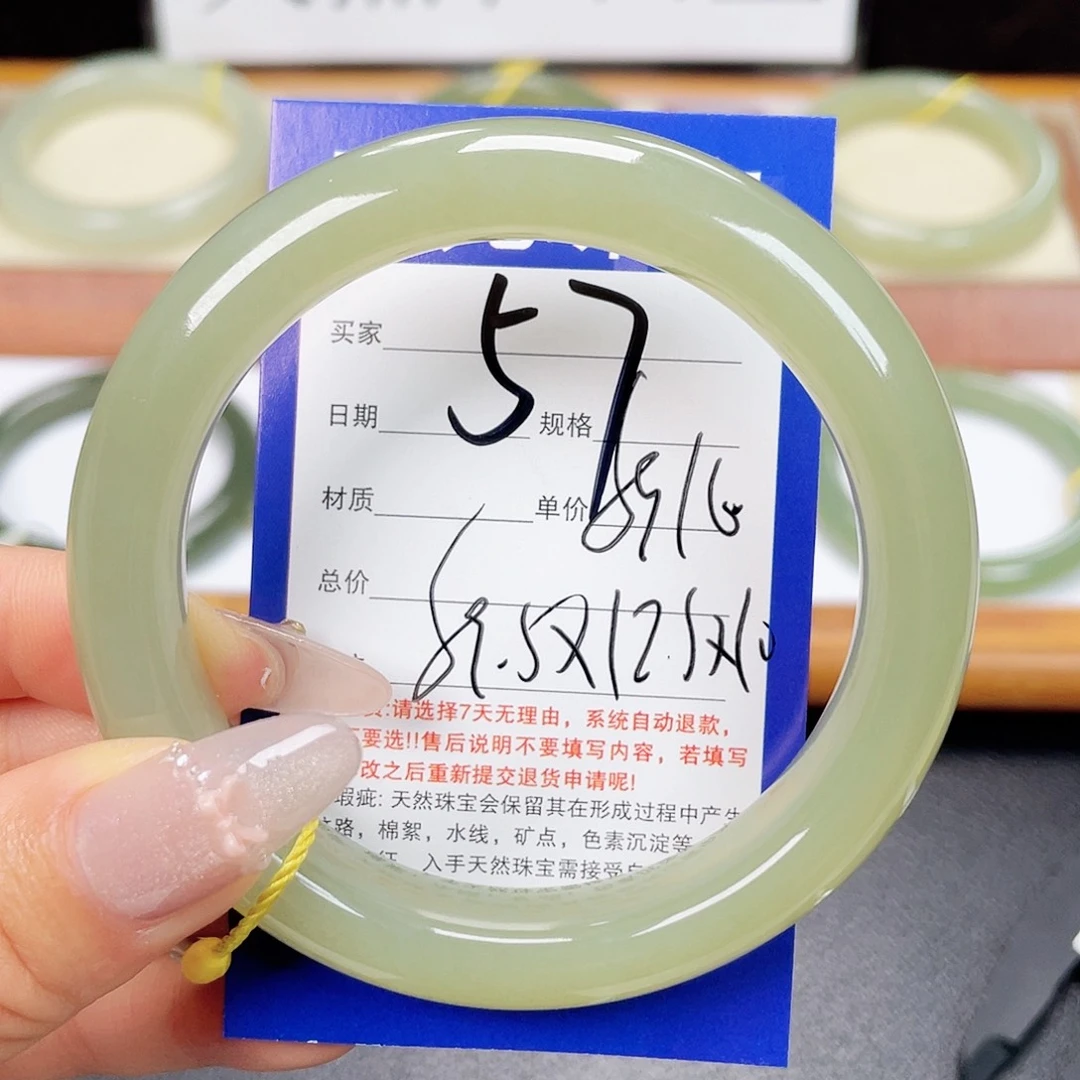 57
买家
日期 规格
材质 单价
总价
59.5x12.5x10
:请选择7天无理由，系统自动退款，
要选!!售后说明不要填写内容，若填写
改之后重新提交退货申请呢!
瑕疵: 天然珠宝会保留其在形成过程中产生
路，棉絮，水线，矿点，色素沉淀等
入手天然珠宝需接受